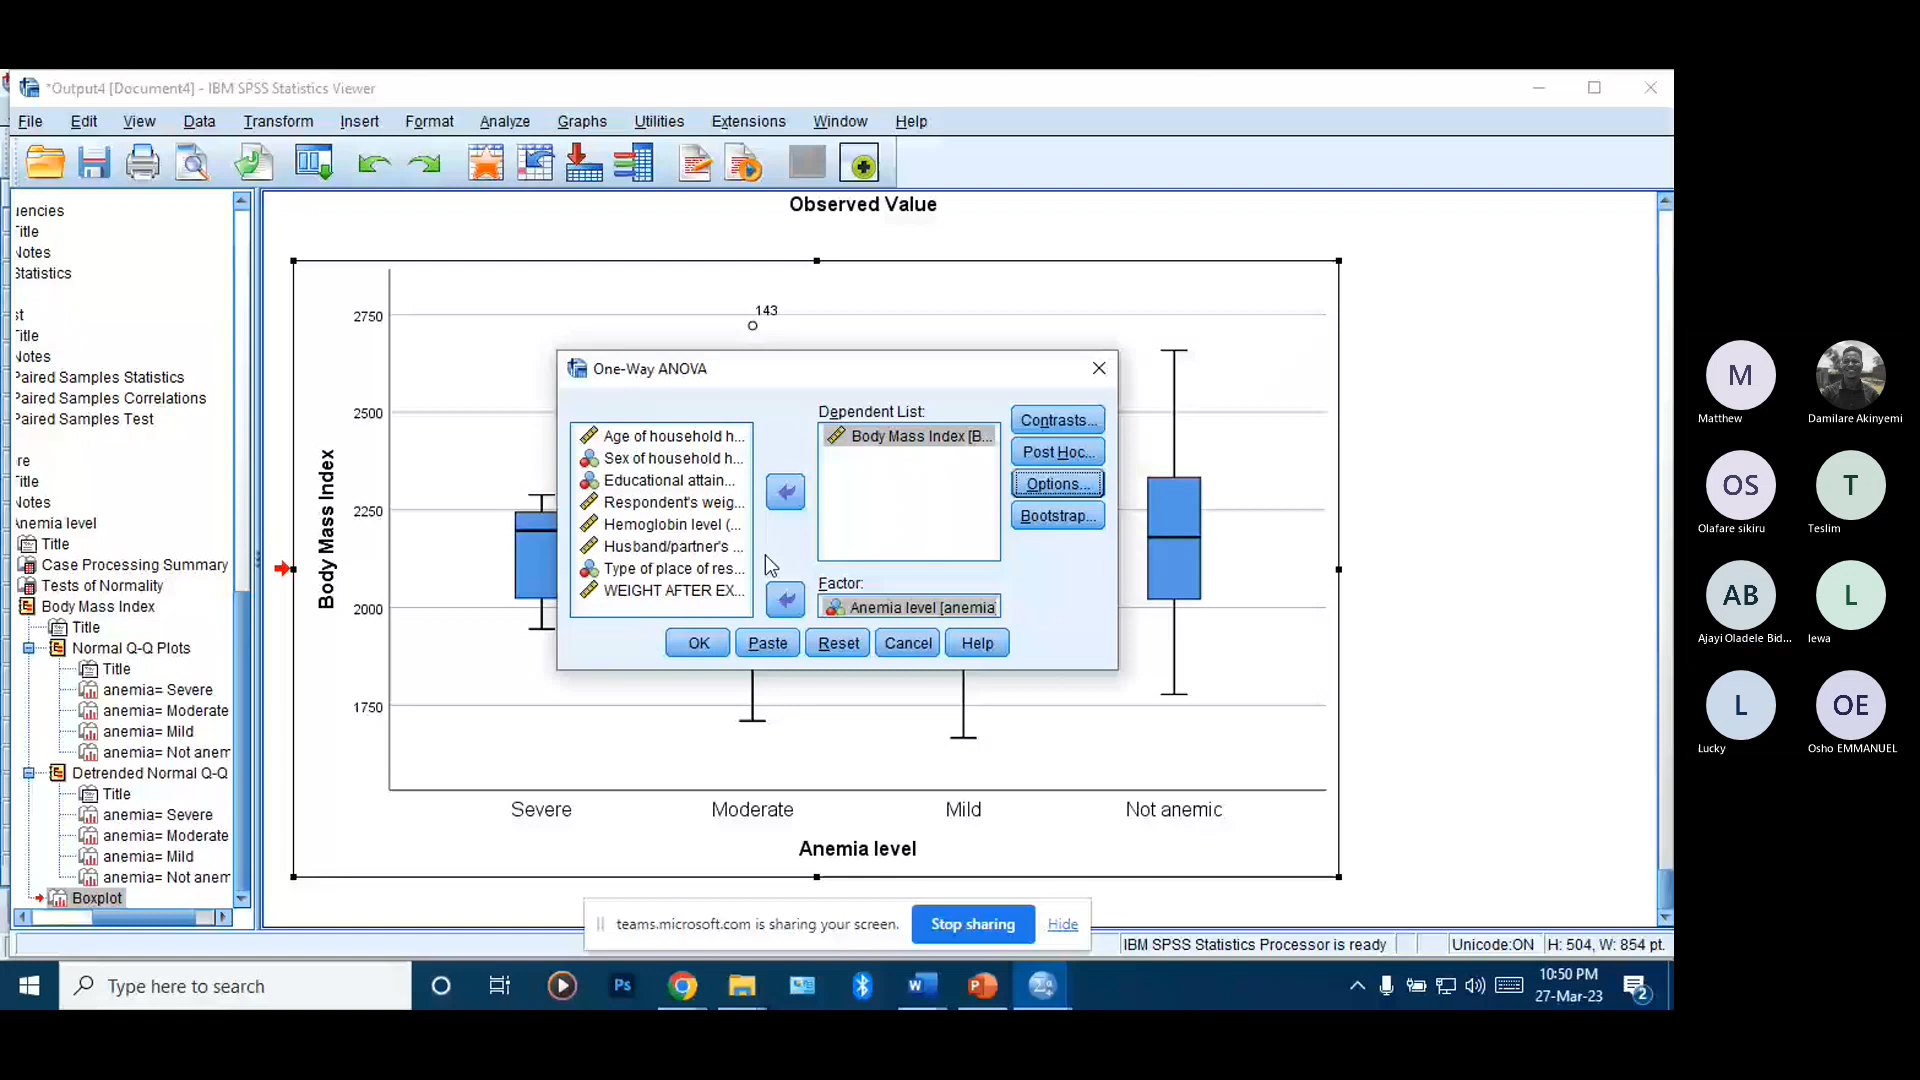 *Output4 [Document4] - IBM SPSS Statistics Viewer
File Edit View Data Transform Insert Format Analyze Graphs Utilities Extensions Window Help
uencies
Title
Notes
Statistics
st
Title
Notes
Paired Samples Statistics
Paired Samples Correlations
Paired Samples Test
re
Title
Notes
Anemia level
Title
Case Processing Summary
Tests of Normality
Body Mass Index
Title
Normal Q-Q Plots
Title
anemia= Severe
anemia= Moderate
anemia= Mild
anemia= Not anem
Detrended Normal Q-Q
Title
anemia= Severe
anemia= Moderate
anemia= Mild
anemia= Not anem
Boxplot
Observed Value
143
2750
2500
2250
2000
1750
Body Mass Index
Severe Moderate Mild Not anemic
Anemia level
One-Way ANOVA
Age of household h...
Sex of household h...
Educational attain...
Respondent's weig...
Hemoglobin level (...
Husband/partner's ...
Type of place of res...
WEIGHT AFTER EX...
Dependent List:
Body Mass Index [B...
Factor:
Anemia level [anemia
Contrasts...
Post Hoc...
Options...
Bootstrap...
OK Paste Reset Cancel Help
teams.microsoft.com is sharing your screen. Stop sharing Hide
IBM SPSS Statistics Processor is ready Unicode:ON H: 504, W: 854 pt.
Type here to search
Ps
W
P
10:50 PM
27-Mar-23
2
M
Matthew
Damilare Akinyemi
OS
Olafare sikiru
T
Teslim
AB
Ajayi Oladele Bid...
L
lewa
L
Lucky
OE
Osho EMMANUEL